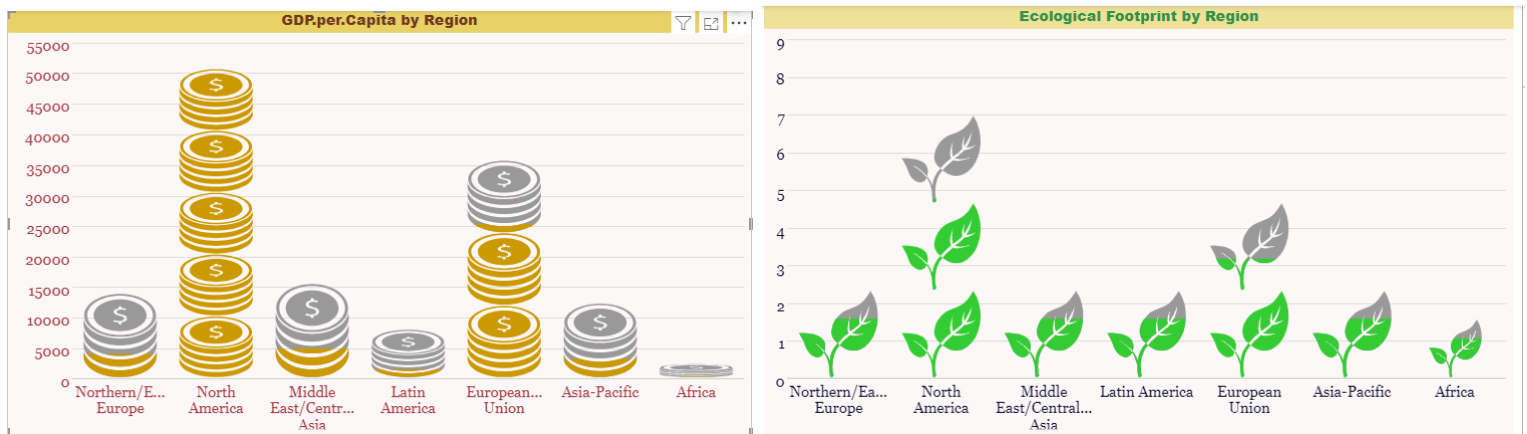 GDP.per.Capita by Region
55000
50000
45000
40000
35000
30000
25000
20000
15000
10000
5000
0
Northern/E... Europe
North America
Middle East/Centr... Asia
Latin America
European... Union
Asia-Pacific
Africa
Ecological Footprint by Region
9
8
7
6
5
4
3
2
1
0
Northern/Ea... Europe
North America
Middle East/Central... Asia
Latin America
European Union
Asia-Pacific
Africa